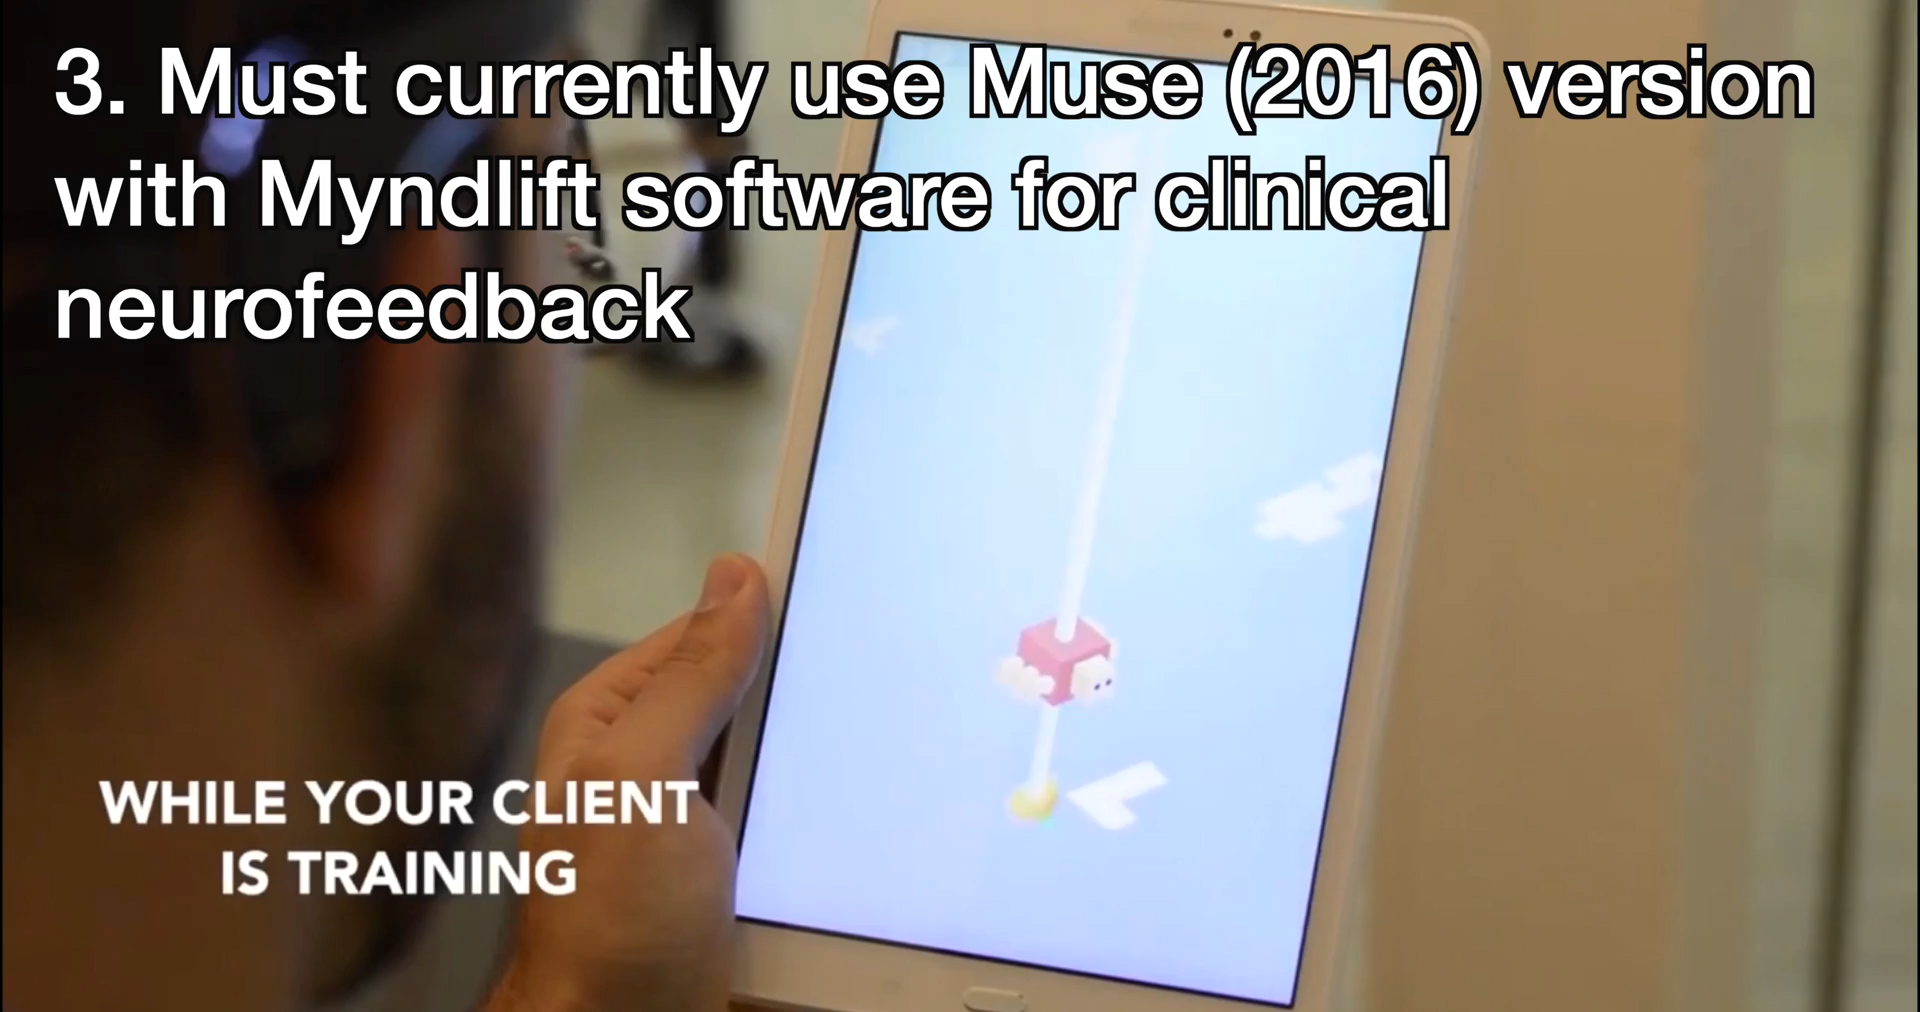 3. Must currently use Muse (2016) version
with Myndlift software for clinical
neurofeedback
WHILE YOUR CLIENT
IS TRAINING